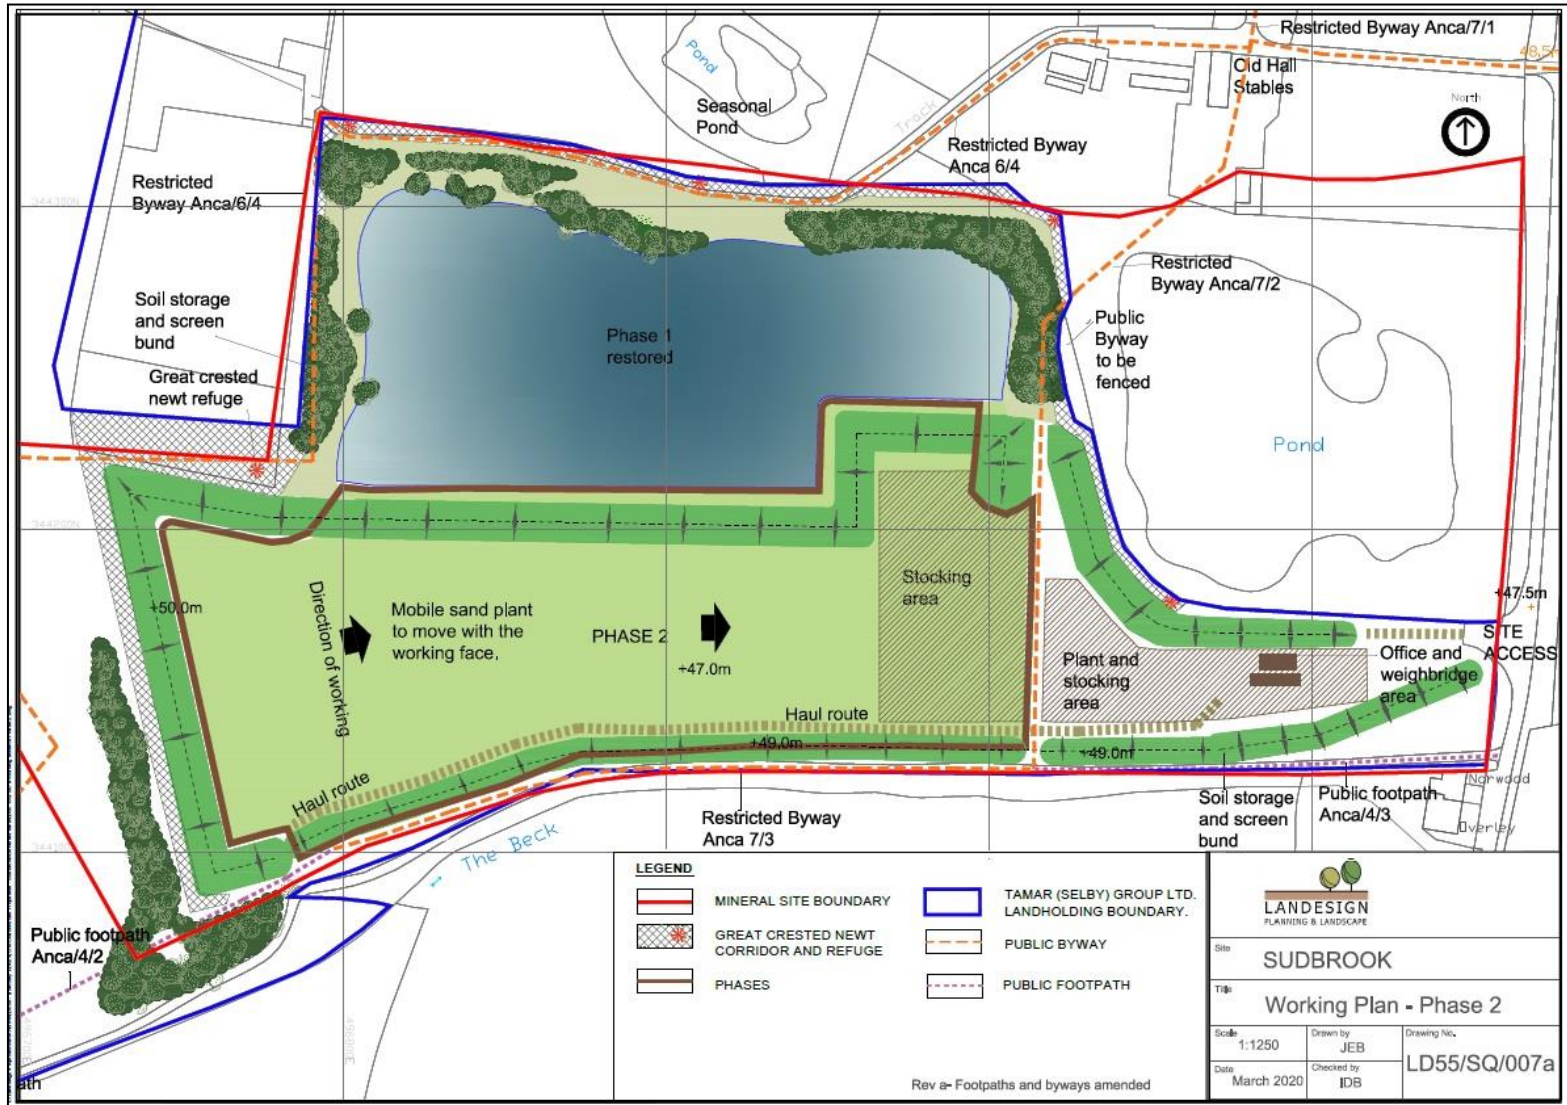 Restricted Byway Anca/7/1
48.5m
Pond
Old Hall
Stables
North
Seasonal
Pond
Track
Restricted Byway
Anca 6/4
Restricted
Byway Anca/6/4
344300N
Restricted
Byway Anca/7/2
Soil storage
and screen
bund
Public
Byway
to be
fenced
Phase 1
restored
Great crested
newt refuge
Pond
344200N
Stocking
area
+50.0m
Direction of working
Mobile sand plant
to move with the
working face,
PHASE 2
+47.0m
+47.5m
SITE
ACCESS
Office and
weighbridge
area
Plant and
stocking
area
Haul route
+49.0m
+49.0m
Haul route
Norwood
Overley
Soil storage
and screen
bund
Public footpath
Anca/4/3
Restricted Byway
Anca 7/3
The Beck
344100N
Public footpath
Anca/4/2
496700E
496800E
ath
LEGEND
MINERAL SITE BOUNDARY
GREAT CRESTED NEWT
CORRIDOR AND REFUGE
PHASES
TAMAR (SELBY) GROUP LTD.
LANDHOLDING BOUNDARY.
PUBLIC BYWAY
PUBLIC FOOTPATH
Rev a- Footpaths and byways amended
LANDESIGN
PLANNING & LANDSCAPE
Site
SUDBROOK
Title
Working Plan - Phase 2
Scale
1:1250
Drawn by
JEB
Drawing No.
LD55/SQ/007a
Date
March 2020
Checked by
IDB